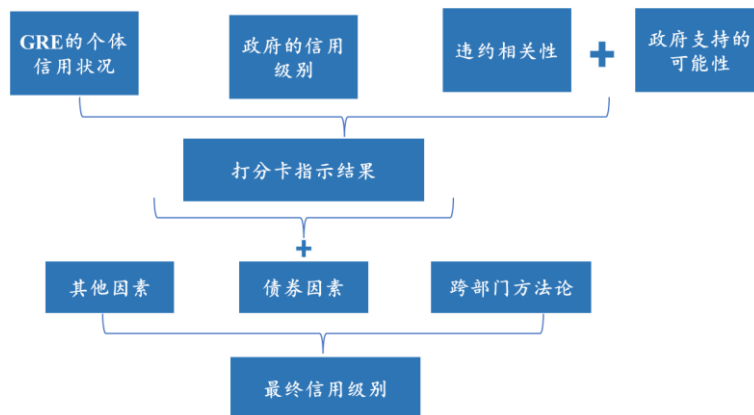 GRE的个体
信用状况
政府的信用
级别
违约相关性
+
政府支持的
可能性
打分卡指示结果
+
其他因素
债券因素
跨部门方法论
最终信用级别